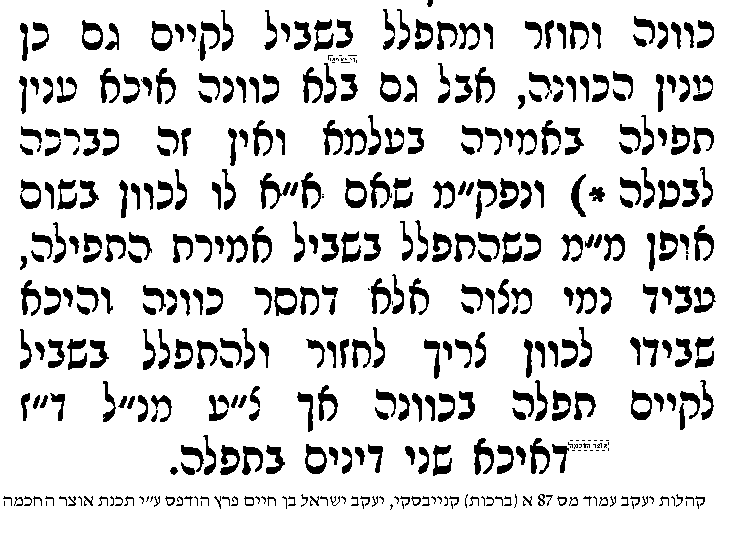 כוונה וחוזר ומתפלל בשביל לקיים גם כן
ענין הכוונה, אבל גם בלא כוונה איכא ענין
תפילה באמירה בעלמא ואין זה כברכה
לבטלה *) ונפק״מ שאם א״א לו לכוון בשום
אופן מ״מ כשהתפלל בשביל אמירת התפילה,
עביד נמי מצוה אלא דחסר כוונה והיכא
שבידו לכוון צריך לחזור ולהתפלל בשביל
לקיים תפלה בכוונה אך צ״ע מנ״ל ד״ז
דאיכא שני דינים בתפלה.
קהלות יעקב עמוד מס 87 א (ברכות) קנייבסקי, יעקב ישראל בן חיים פרץ הודפס ע״י תכנת אוצר החכמה